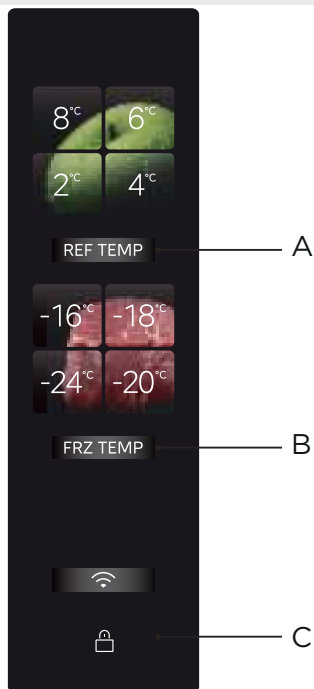 8°C 6°C
2°C 4°C
REF TEMP
A
-16°C -18°C
-24°C -20°C
FRZ TEMP
B
C